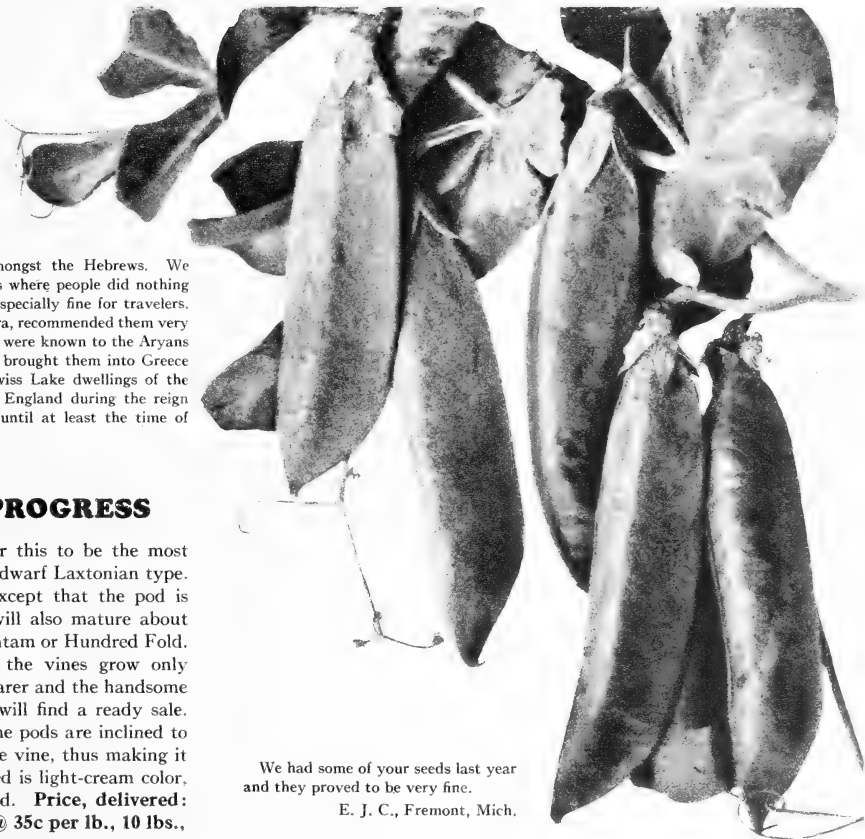 mongst the Hebrews. We
s where people did nothing
specially fine for travelers.
ra, recommended them very
were known to the Aryans
brought them into Greece
wiss Lake dwellings of the
England during the reign
until at least the time of
PROGRESS
r this to be the most
dwarf Laxtonian type.
xcept that the pod is
will also mature about
ntam or Hundred Fold.
the vines grow only
arer and the handsome
will find a ready sale.
ne pods are inclined to
e vine, thus making it
ed is light-cream color,
d. Price, delivered:
@ 35c per lb., 10 lbs.,
We had some of your seeds last year
and they proved to be very fine.
E. J. C., Fremont, Mich.